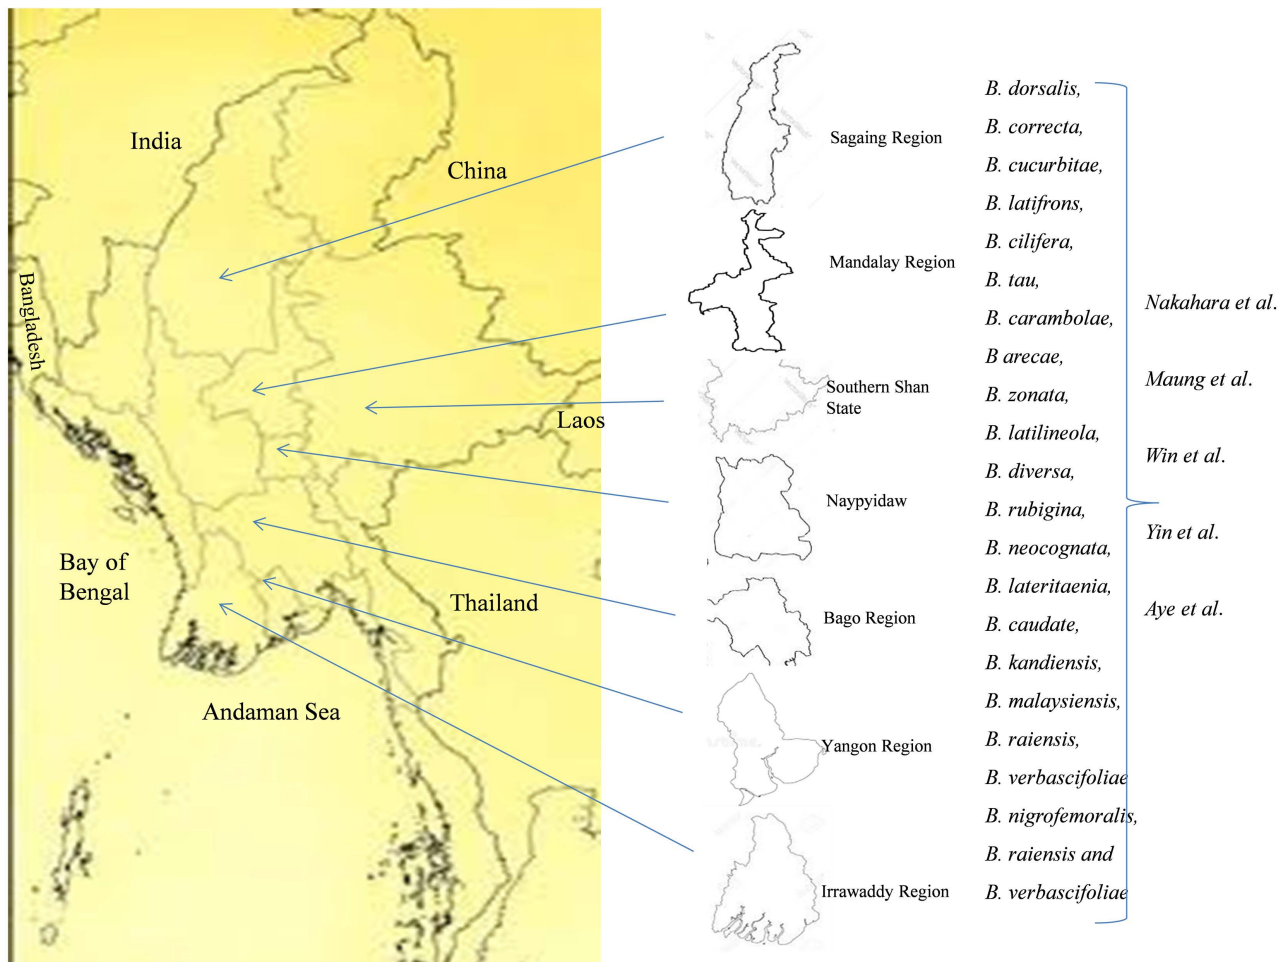 India
China
Bangladesh
Laos
Bay of
Bengal
Thailand
Andaman Sea
Sagaing Region
Mandalay Region
Southern Shan
State
Naypyidaw
Bago Region
Yangon Region
Irrawaddy Region
B. dorsalis,
B. correcta,
B. cucurbitae,
B. latifrons,
B. cilifera,
B. tau,
B. carambolae,
B arecae,
B. zonata,
B. latilineola,
B. diversa,
B. rubigina,
B. neocognata,
B. lateritaenia,
B. caudate,
B. kandiensis,
B. malaysiensis,
B. raiensis,
B. verbascifoliae
B. nigrofemoralis,
B. raiensis and
B. verbascifoliae
Nakahara et al.
Maung et al.
Win et al.
Yin et al.
Aye et al.